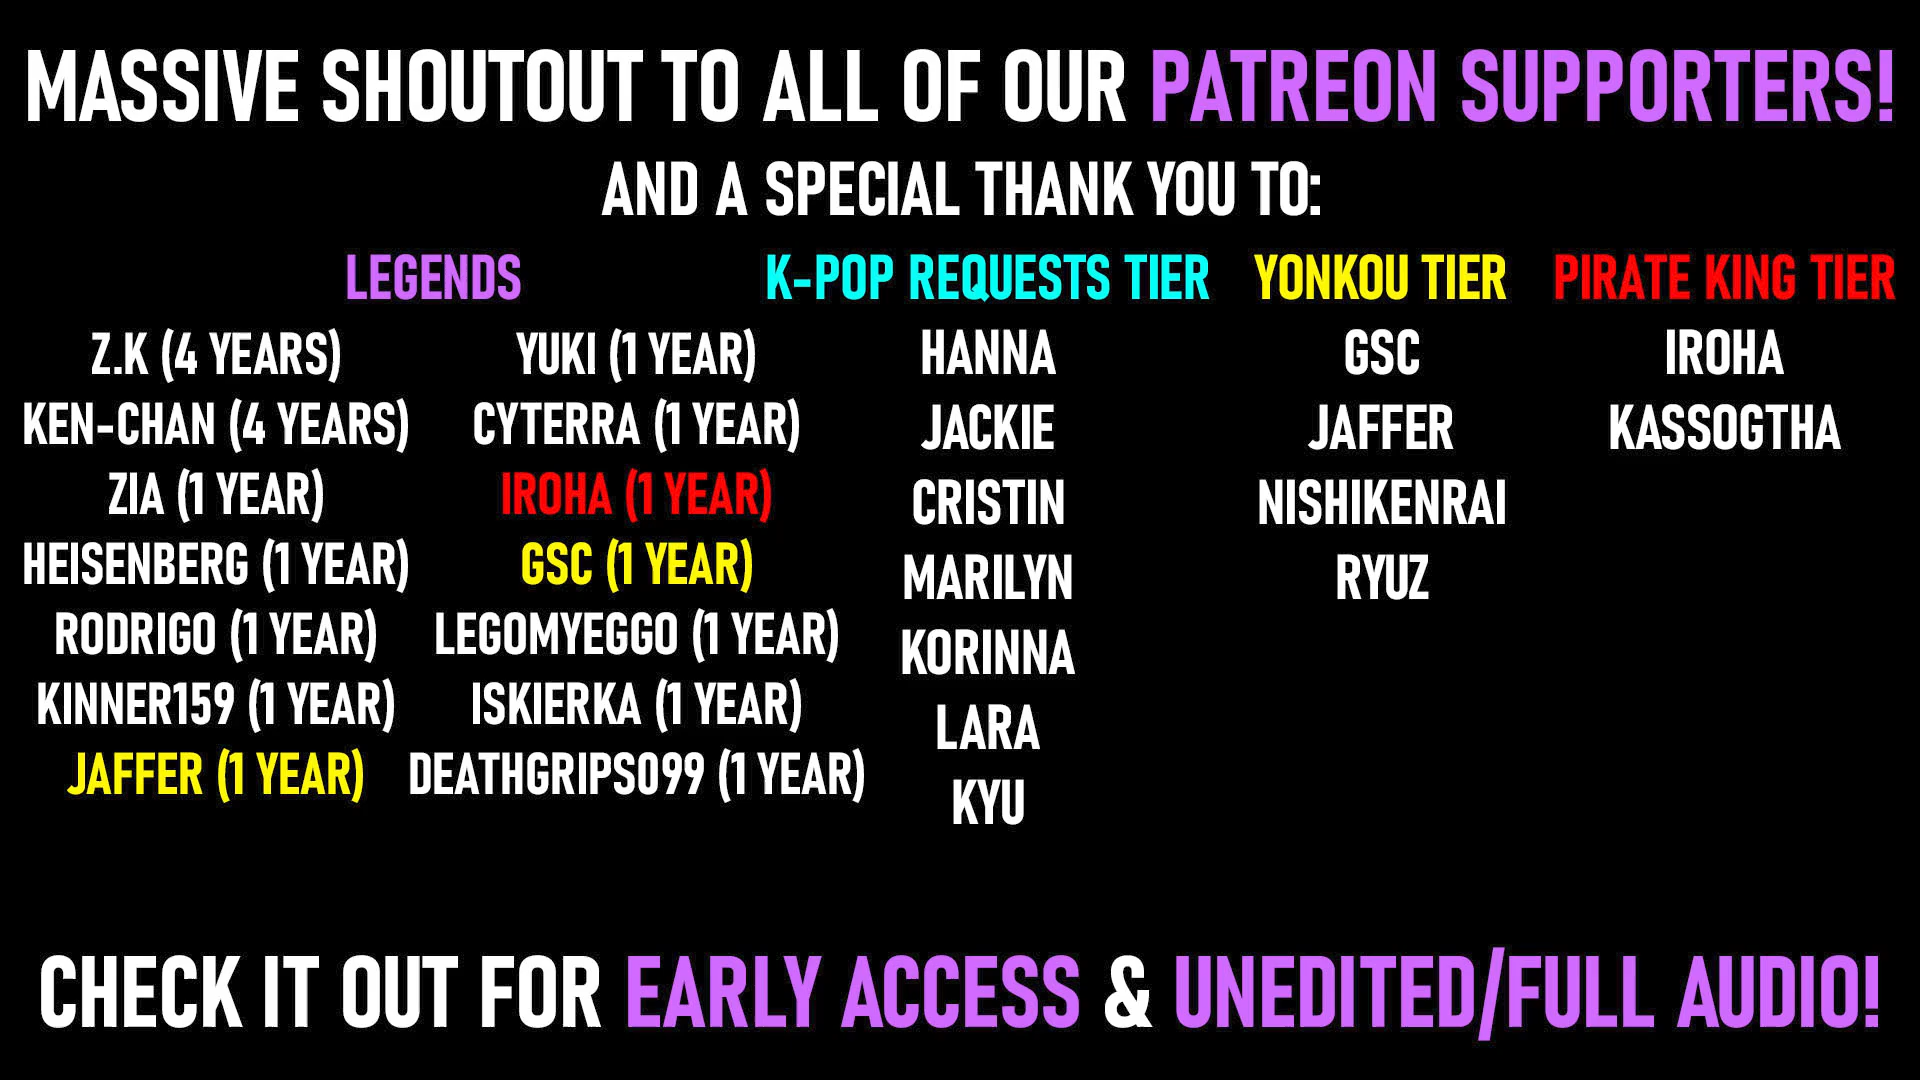 MASSIVE SHOUTOUT TO ALL OF OUR PATREON SUPPORTERS!
AND A SPECIAL THANK YOU TO:
LEGENDS
Z.K (4 YEARS)
KEN-CHAN (4 YEARS)
ZIA (1 YEAR)
HEISENBERG (1 YEAR)
RODRIGO (1 YEAR)
KINNER159 (1 YEAR)
JAFFER (1 YEAR)
YUKI (1 YEAR)
CYTERRA (1 YEAR)
IROHA (1 YEAR)
GSC (1 YEAR)
LEGOMYEGGO (1 YEAR)
ISKIERKA (1 YEAR)
DEATHGRIPS099 (1 YEAR)
K-POP REQUESTS TIER
HANNA
JACKIE
CRISTIN
MARILYN
KORINNA
LARA
KYU
YONKOU TIER
GSC
JAFFER
NISHIKENRAI
RYUZ
PIRATE KING TIER
IROHA
KASSOGTHA
CHECK IT OUT FOR EARLY ACCESS & UNEDITED/FULL AUDIO!